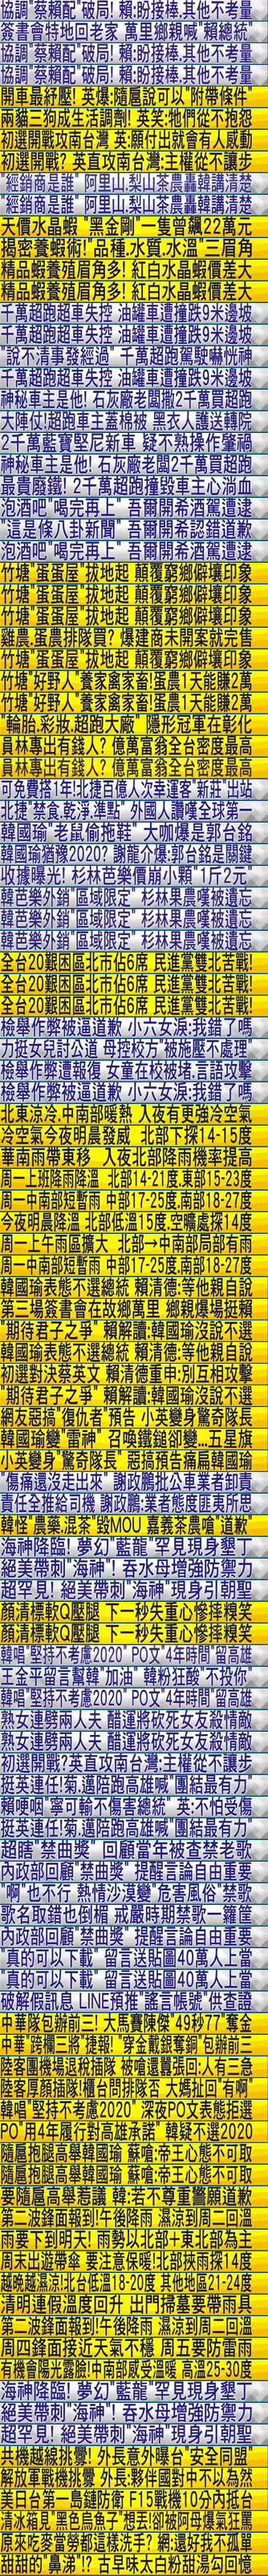 協調"蔡賴配"破局! 賴:盼接棒.其他不考量
簽書會特地回老家 萬里鄉親喊"賴總統"
協調"蔡賴配"破局! 賴:盼接棒.其他不考量
協調"蔡賴配"破局! 賴:盼接棒.其他不考量
開車最紓壓! 英爆:隨扈說可以"附帶條件"
兩貓三狗成生活調劑! 英笑:牠們從不抱怨
初選開戰攻南台灣 英:願付出就會有人感動
初選開戰? 英直攻南台灣:主權從不讓步
"經銷商是誰" 阿里山.梨山茶農轟韓講清楚
"經銷商是誰" 阿里山.梨山茶農轟韓講清楚
天價水晶蝦 "黑金剛"一隻曾飆22萬元
揭密養蝦術!"品種.水質.水溫"三眉角
精品蝦養殖眉角多! 紅白水晶蝦價差大
精品蝦養殖眉角多! 紅白水晶蝦價差大
千萬超跑超車失控 油罐車遭撞跌9米邊坡
千萬超跑超車失控 油罐車遭撞跌9米邊坡
"說不清事發經過" 千萬超跑駕駛嚇恍神
千萬超跑超車失控 油罐車遭撞跌9米邊坡
神秘車主是他! 石灰廠老闆撒2千萬買超跑
大陣仗!超跑車主蓋棉被 黑衣人護送轉院
2千萬藍寶堅尼新車 疑不熟操作肇禍
神秘車主是他! 石灰廠老闆2千萬買超跑
最貴廢鐵! 2千萬超跑撞毀車主心淌血
泡酒吧"喝完再上" 吾爾開希酒駕遭逮
"這是條八卦新聞" 吾爾開希認錯道歉
泡酒吧"喝完再上" 吾爾開希酒駕遭逮
竹塘"蛋蛋屋"拔地起 顛覆窮鄉僻壤印象
竹塘"蛋蛋屋"拔地起 顛覆窮鄉僻壤印象
竹塘"蛋蛋屋"拔地起 顛覆窮鄉僻壤印象
雞農.蛋農排隊買? 爆建商未開案就完售
竹塘"蛋蛋屋"拔地起 顛覆窮鄉僻壤印象
竹塘"好野人"養家禽家畜!蛋農1天能賺2萬
竹塘"好野人"養家禽家畜!蛋農1天能賺2萬
"輪胎.彩妝.超跑大廠" 隱形冠軍在彰化
員林專出有錢人? 億萬富翁全台密度最高
員林專出有錢人? 億萬富翁全台密度最高
可免費搭1年!北捷百億人次幸運客"新莊"出站
北捷"禁食.乾淨.準點" 外國人讚嘆全球第一
韓國瑜"老鼠偷拖鞋" 大咖爆是郭台銘
韓國瑜猶豫2020? 謝龍介爆:郭台銘是關鍵
收據曝光! 杉林芭樂價崩小顆"1斤2元"
韓芭樂外銷"區域限定" 杉林果農嘆被遺忘
韓芭樂外銷"區域限定" 杉林果農嘆被遺忘
韓芭樂外銷"區域限定" 杉林果農嘆被遺忘
全台20艱困區北市佔6席 民進黨雙北苦戰!
全台20艱困區北市佔6席 民進黨雙北苦戰!
全台20艱困區北市佔6席 民進黨雙北苦戰!
檢舉作弊被逼道歉 小六女淚:我錯了嗎
力挺女兒討公道 母控校方"被施壓不處理"
檢舉作弊遭報復 女童在校被堵.言語攻擊
檢舉作弊被逼道歉 小六女淚:我錯了嗎
北東涼冷.中南部暖熱 入夜有更強冷空氣
冷空氣今夜明晨發威 北部下探14-15度
華南雨帶東移 入夜北部降雨機率提高
周一上班降雨降溫 北部14-21度.東部15-23度
周一中南部短暫雨 中部17-25度.南部18-27度
今夜明晨降溫 北部低溫15度.空曠處探14度
周一上午雨區擴大 北部→中南部局部有雨
周一中南部短暫雨 中部17-25度.南部18-27度
韓國瑜表態不選總統 賴清德:等他親自說
第三場簽書會在故鄉萬里 鄉親爆場挺賴
"期待君子之爭" 賴解讀:韓國瑜沒說不選
韓國瑜表態不選總統 賴清德:等他親自說
初選對決蔡英文 賴清德重申:別互相攻擊
"期待君子之爭" 賴解讀:韓國瑜沒說不選
網友惡搞"復仇者"預告 小英變身驚奇隊長
韓國瑜變"雷神" 召喚鐵鎚卻變...五星旗
小英變身"驚奇隊長" 惡搞預告痛扁韓國瑜
"傷痛還沒走出來" 謝政鵬批公車業者卸責
責任全推給司機 謝政鵬:業者態度匪夷所思
韓怪"農藥.混茶"毀MOU 嘉義茶農嗆"道歉"
海神降臨! 夢幻"藍龍"罕見現身墾丁
絕美帶刺"海神"! 吞水母增強防禦力
超罕見! 絕美帶刺"海神"現身引朝聖
顏清標軟Q壓腿 下一秒失重心慘摔糗笑
顏清標軟Q壓腿 下一秒失重心慘摔糗笑
韓唱"堅持不考慮2020" PO文"4年時間"留高雄
王金平留言幫韓"加油" 韓粉狂酸"不投你"
韓唱"堅持不考慮2020" PO文"4年時間"留高雄
熟女連劈兩人夫 醋運將砍死女友殺情敵
熟女連劈兩人夫 醋運將砍死女友殺情敵
初選開戰?英直攻南台灣:主權從不讓步
挺英連任!菊.邁陪跑高雄喊"團結最有力"
賴哽咽"寧可輸不傷害總統" 英:不怕受傷
挺英連任!菊.邁陪跑高雄喊"團結最有力"
超瞎"禁曲獎" 回顧當年被查禁老歌
內政部回顧"禁曲獎" 提醒言論自由重要
"啊"也不行 熱情沙漠變"危害風俗"禁歌
歌名取錯也倒楣 戒嚴時期禁歌一籮筐
內政部回顧"禁曲獎" 提醒言論自由重要
"真的可以下載" 留言送貼圖40萬人上當
"真的可以下載" 留言送貼圖40萬人上當
破解假訊息 LINE預推"謠言帳號"供查證
中華隊包辦前三! 大馬賽陳傑"49秒77"奪金
中華"跨欄三將"捷報! "穿金戴銀奪銅"包辦前三
陸客團機場退稅插隊 被嗆還囂張回:人有三急
陸客厚顏插隊!櫃台問排隊否 大媽扯回"有啊"
韓唱"堅持不考慮2020" 深夜PO文表態拒選
PO"用4年履行對高雄承諾" 韓疑不選2020
隨扈抱腿高舉韓國瑜 蘇嗆:帝王心態不可取
隨扈抱腿高舉韓國瑜 蘇嗆:帝王心態不可取
要隨扈高舉惹議 韓:若不尊重警願道歉
第二波鋒面報到!午後降雨 濕涼到周二回溫
雨要下到明天! 雨勢以北部+東北部為主
周末出遊帶傘 要注意保暖!北部挾雨探14度
越晚越濕涼!北台低溫18-20度 其他地區21-24度
清明連假溫度回升 出門掃墓要帶雨具
第二波鋒面報到!午後降雨 濕涼到周二回溫
周四鋒面接近天氣不穩 周五要防雷雨
有機會陽光露臉!中南部感受溫暖 高溫25-30度
海神降臨! 夢幻"藍龍"罕見現身墾丁
絕美帶刺"海神"! 吞水母增強防禦力
超罕見! 絕美帶刺"海神"現身引朝聖
共機越線挑釁! 外長意外曝台"安全同盟"
解放軍戰機挑釁 外長:夥伴國對中不以為然
美日台第一島鏈防衛 F15戰機10分內抵台
清冰箱見"黑色烏魚子"想丟!卻被阿母爆氣狂罵
原來吃麥當勞都這樣洗手? 網:還好我不孤單
甜甜的"鼻涕"!? 古早味太白粉甜湯勾回憶